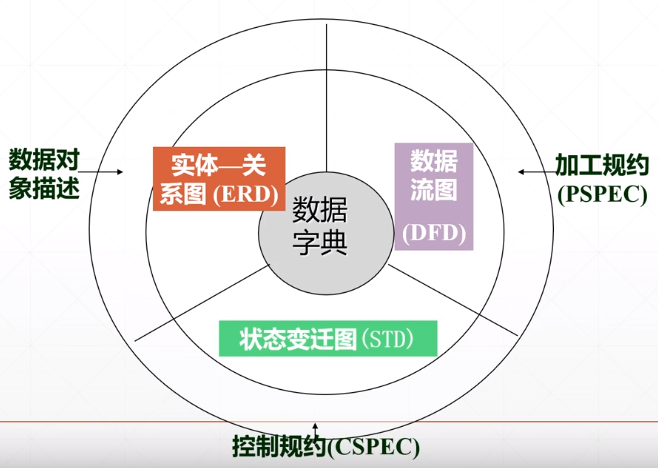 数据对
象描述
实体—关
系图 (ERD)
数据
流图
(DFD)
加工规约
(PSPEC)
数据
字典
状态变迁图(STD)
控制规约(CSPEC)